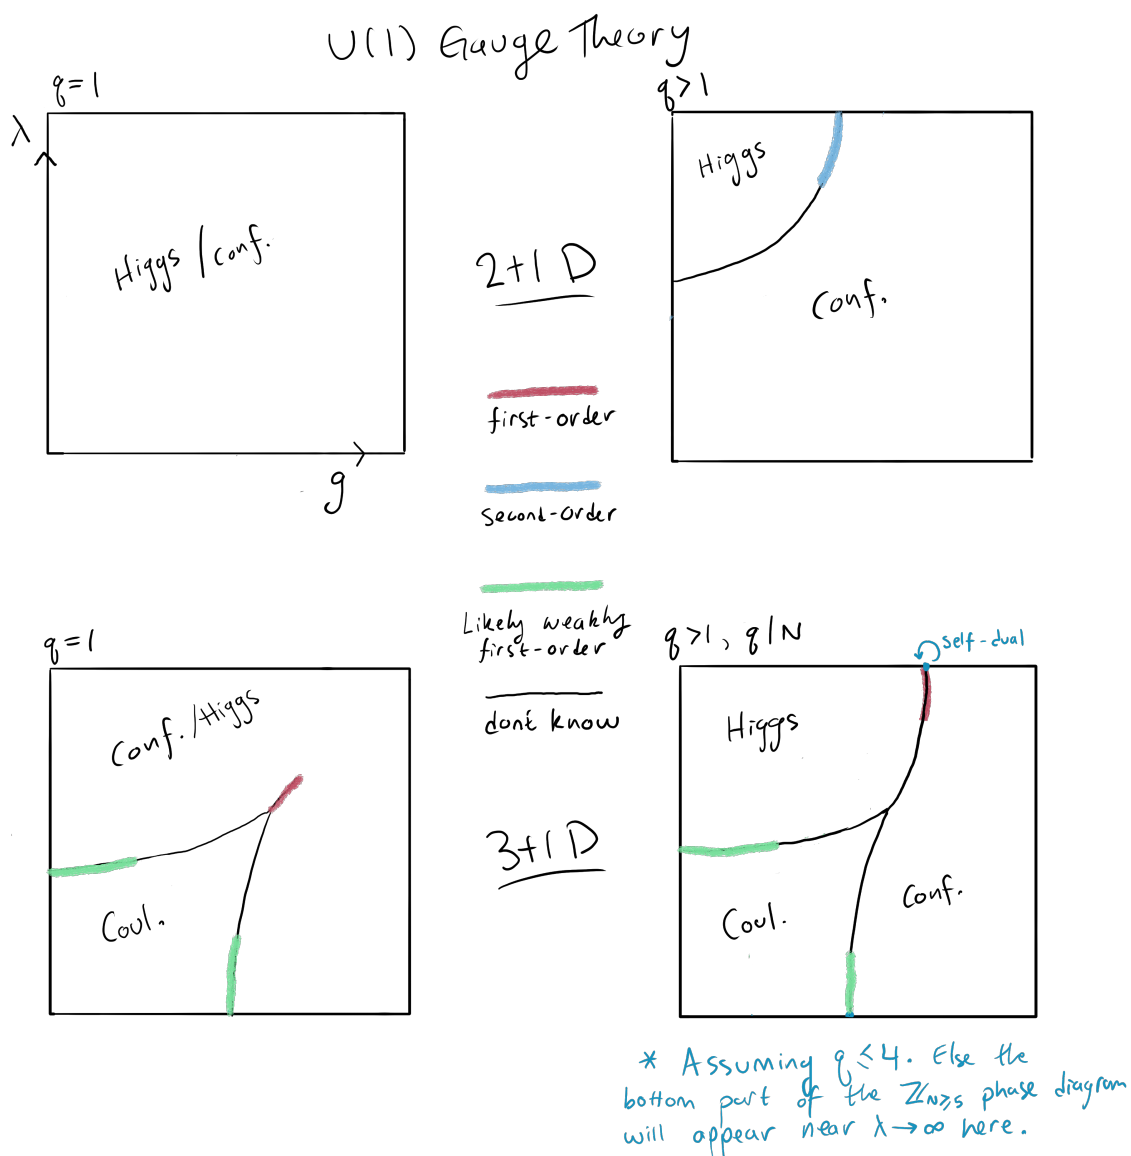 U(1) Gauge Theory
q=1
λ
Higgs/Conf.
g
2+1 D
first-order
second-order
Likely weakly
first-order
don't know
q>1
Higgs
Conf.
q=1
Conf./Higgs
Coul.
3+1 D
q>1, q|N
self-dual
Higgs
Coul.
Conf.
* Assuming q≤4. Else the
bottom part of the ℤ_{N≥5} phase diagram
will appear near λ→∞ here.